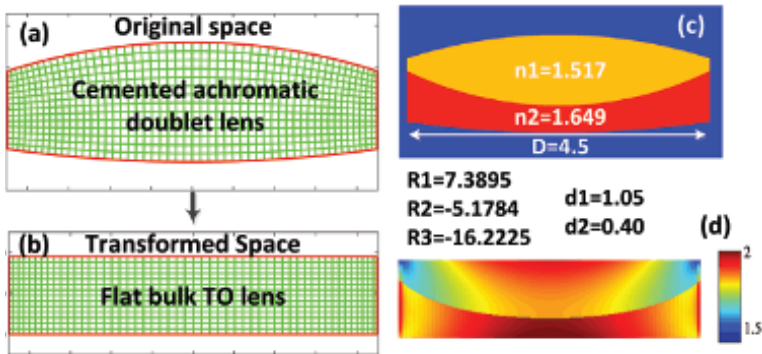 (a) Original space
Cemented achromatic
doublet lens
(b) Transformed Space
Flat bulk TO lens
(c)
n1=1.517
n2=1.649
D=4.5
R1=7.3895
R2=-5.1784
R3=-16.2225
d1=1.05
d2=0.40
(d)
2
1.5